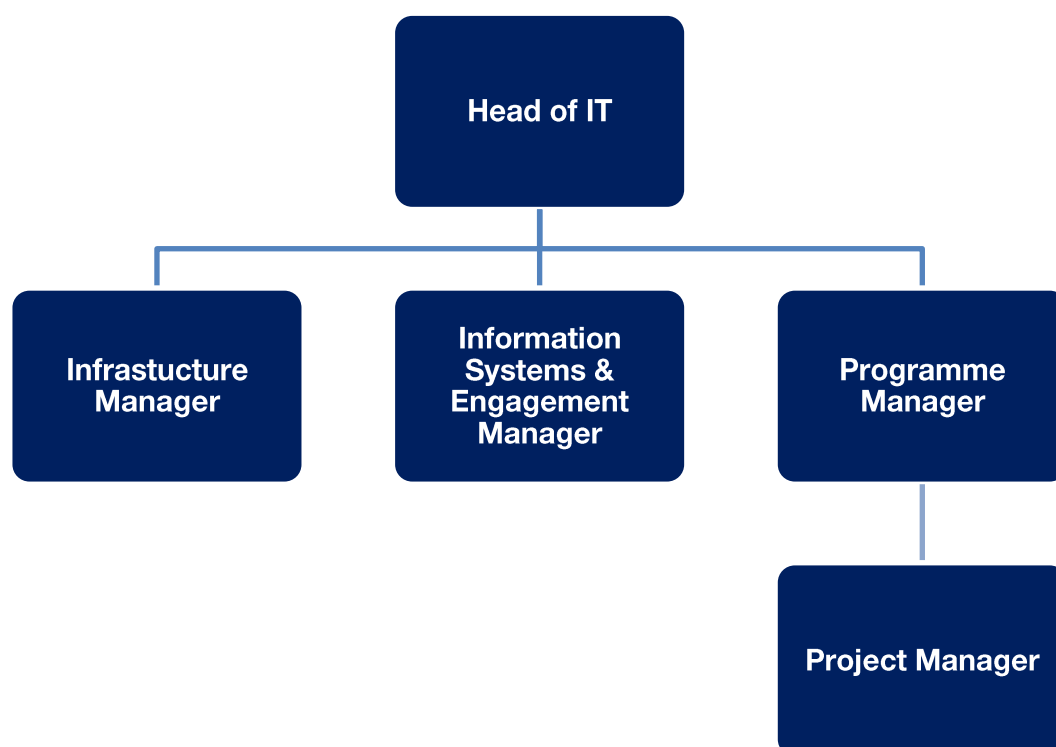 Head of IT
Infrastucture
Manager
Information
Systems &
Engagement
Manager
Programme
Manager
Project Manager